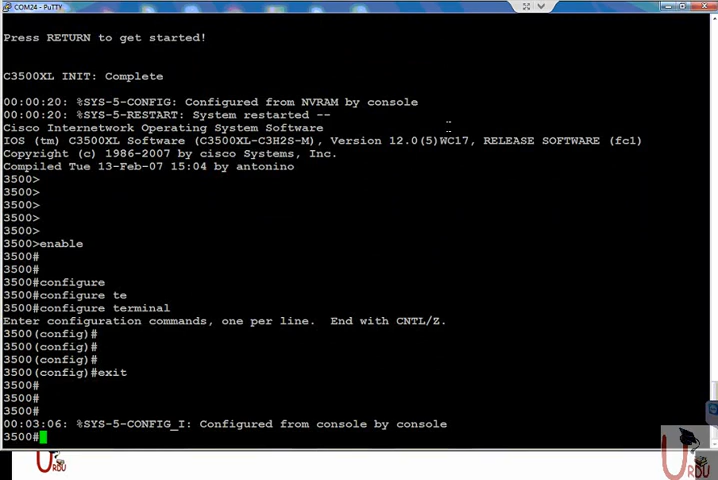 COM24 - PuTTY
Press RETURN to get started!
C3500XL INIT: Complete
00:00:20: %SYS-5-CONFIG: Configured from NVRAM by console
00:00:20: %SYS-5-RESTART: System restarted --
Cisco Internetwork Operating System Software
IOS (tm) C3500XL Software (C3500XL-C3H2S-M), Version 12.0(5)WC17, RELEASE SOFTWARE (fc1)
Copyright (c) 1986-2007 by cisco Systems, Inc.
Compiled Tue 13-Feb-07 15:04 by antonino
3500>
3500>
3500>
3500>
3500>
3500>enable
3500#
3500#
3500#configure
3500#configure te
3500#configure terminal
Enter configuration commands, one per line.  End with CNTL/Z.
3500(config)#
3500(config)#
3500(config)#
3500(config)#exit
3500#
3500#
3500#
00:03:06: %SYS-5-CONFIG_I: Configured from console by console
3500#
URDU
URDU